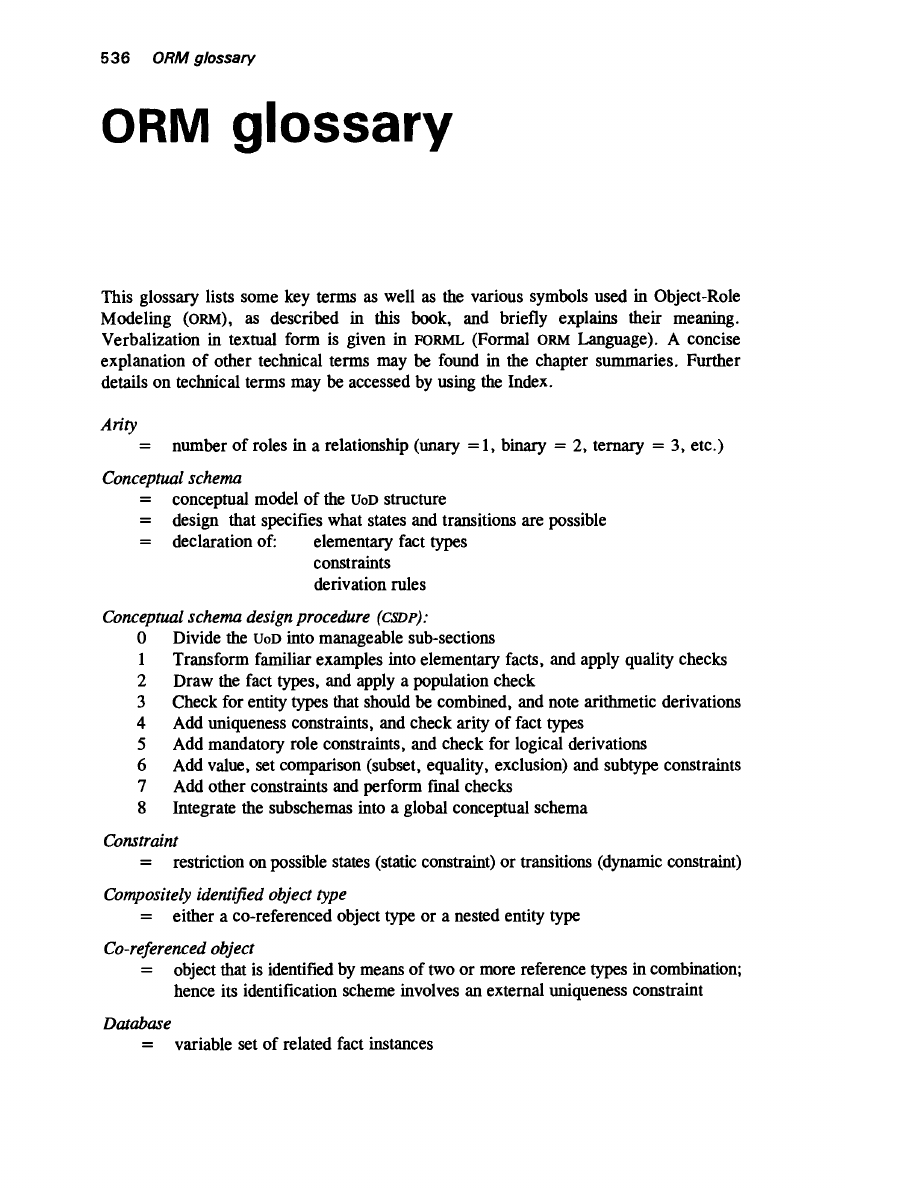 536 ORM glossary
ORM glossary
This glossary lists some key terms as well as the various symbols used in Object-Role
Modeling (ORM), as described in this book, and briefly explains their meaning.
Verbalization in textual form is given in FORML (Formal ORM Language). A concise
explanation of other technical terms may be found in the chapter summaries. Further
details on technical terms may be accessed by using the Index.
Arity
= number of roles in a relationship (unary =1, binary = 2, ternary = 3, etc.)
Conceptual schema
= conceptual model of the UoD structure
= design that specifies what states and transitions are possible
= declaration of: elementary fact types
constraints
derivation rules
Conceptual schema design procedure (CSDP):
0 Divide the UoD into manageable sub-sections
1 Transform familiar examples into elementary facts, and apply quality checks
2 Draw the fact types, and apply a population check
3 Check for entity types that should be combined, and note arithmetic derivations
4 Add uniqueness constraints, and check arity of fact types
5 Add mandatory role constraints, and check for logical derivations
6 Add value, set comparison (subset, equality, exclusion) and subtype constraints
7 Add other constraints and perform final checks
8 Integrate the subschemas into a global conceptual schema
Constraint
= restriction on possible states (static constraint) or transitions (dynamic constraint)
Compositely identified object type
= either a co-referenced object type or a nested entity type
Co-referenced object
= object that is identified by means of two or more reference types in combination;
hence its identification scheme involves an external uniqueness constraint
Database
= variable set of related fact instances